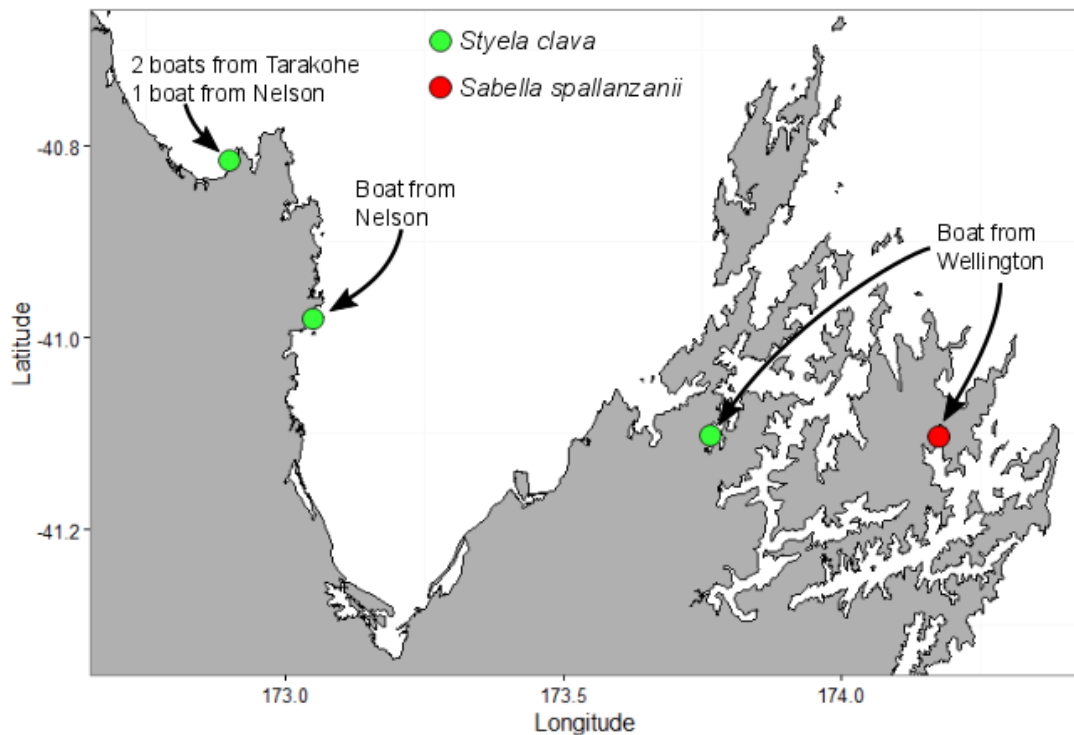 Styela clava
Sabella spallanzanii
2 boats from Tarakohe
1 boat from Nelson
Boat from
Nelson
Boat from
Wellington
Latitude
-40.8
-41.0
-41.2
173.0
173.5
174.0
Longitude